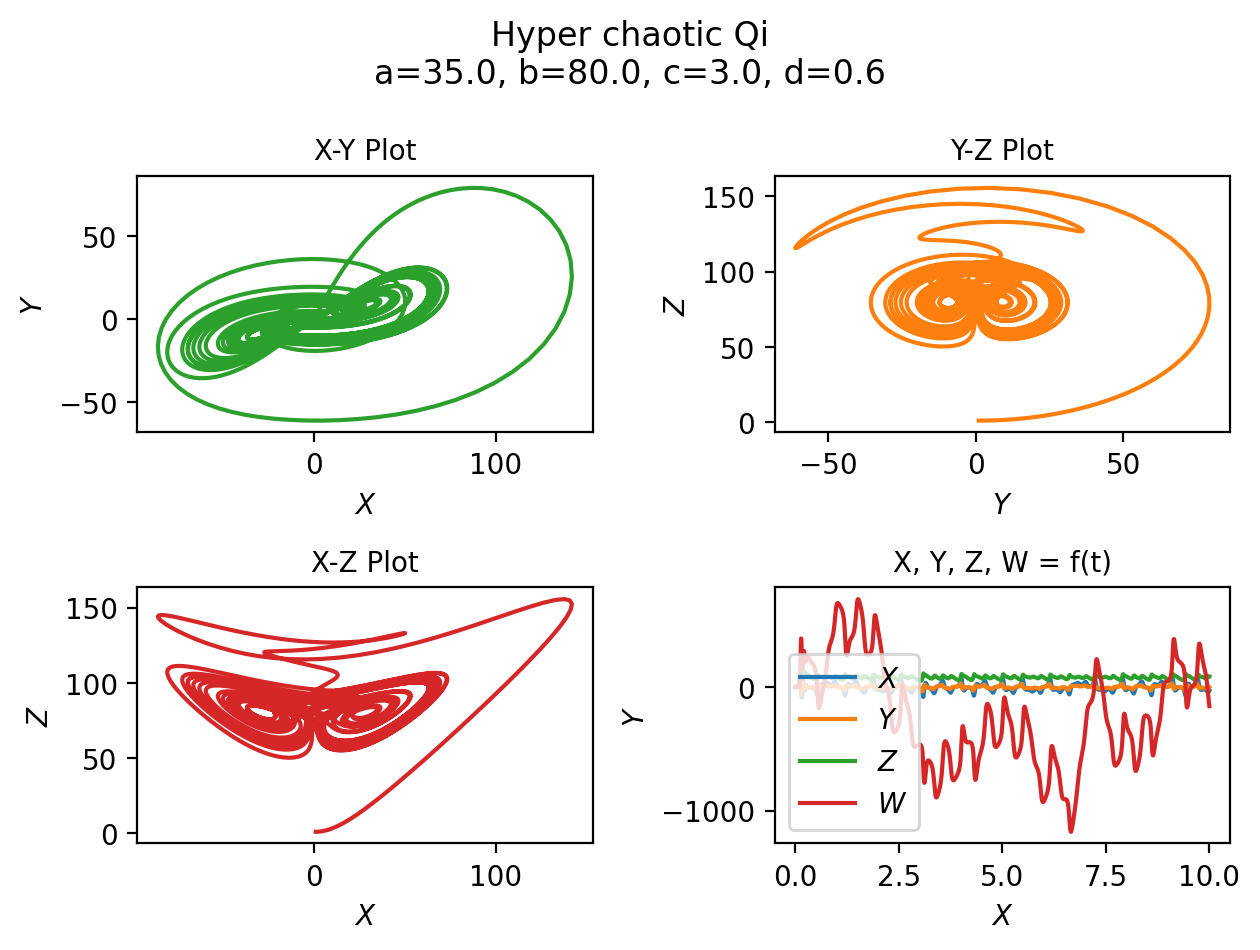 Hyper chaotic Qi
a=35.0, b=80.0, c=3.0, d=0.6
X-Y Plot
50
0
−50
Y
0
100
X
Y-Z Plot
150
100
50
0
Z
−50
0
50
Y
X-Z Plot
150
100
50
0
Z
0
100
X
X, Y, Z, W = f(t)
0
−1000
Y
X
Y
Z
W
0.0
2.5
5.0
7.5
10.0
X